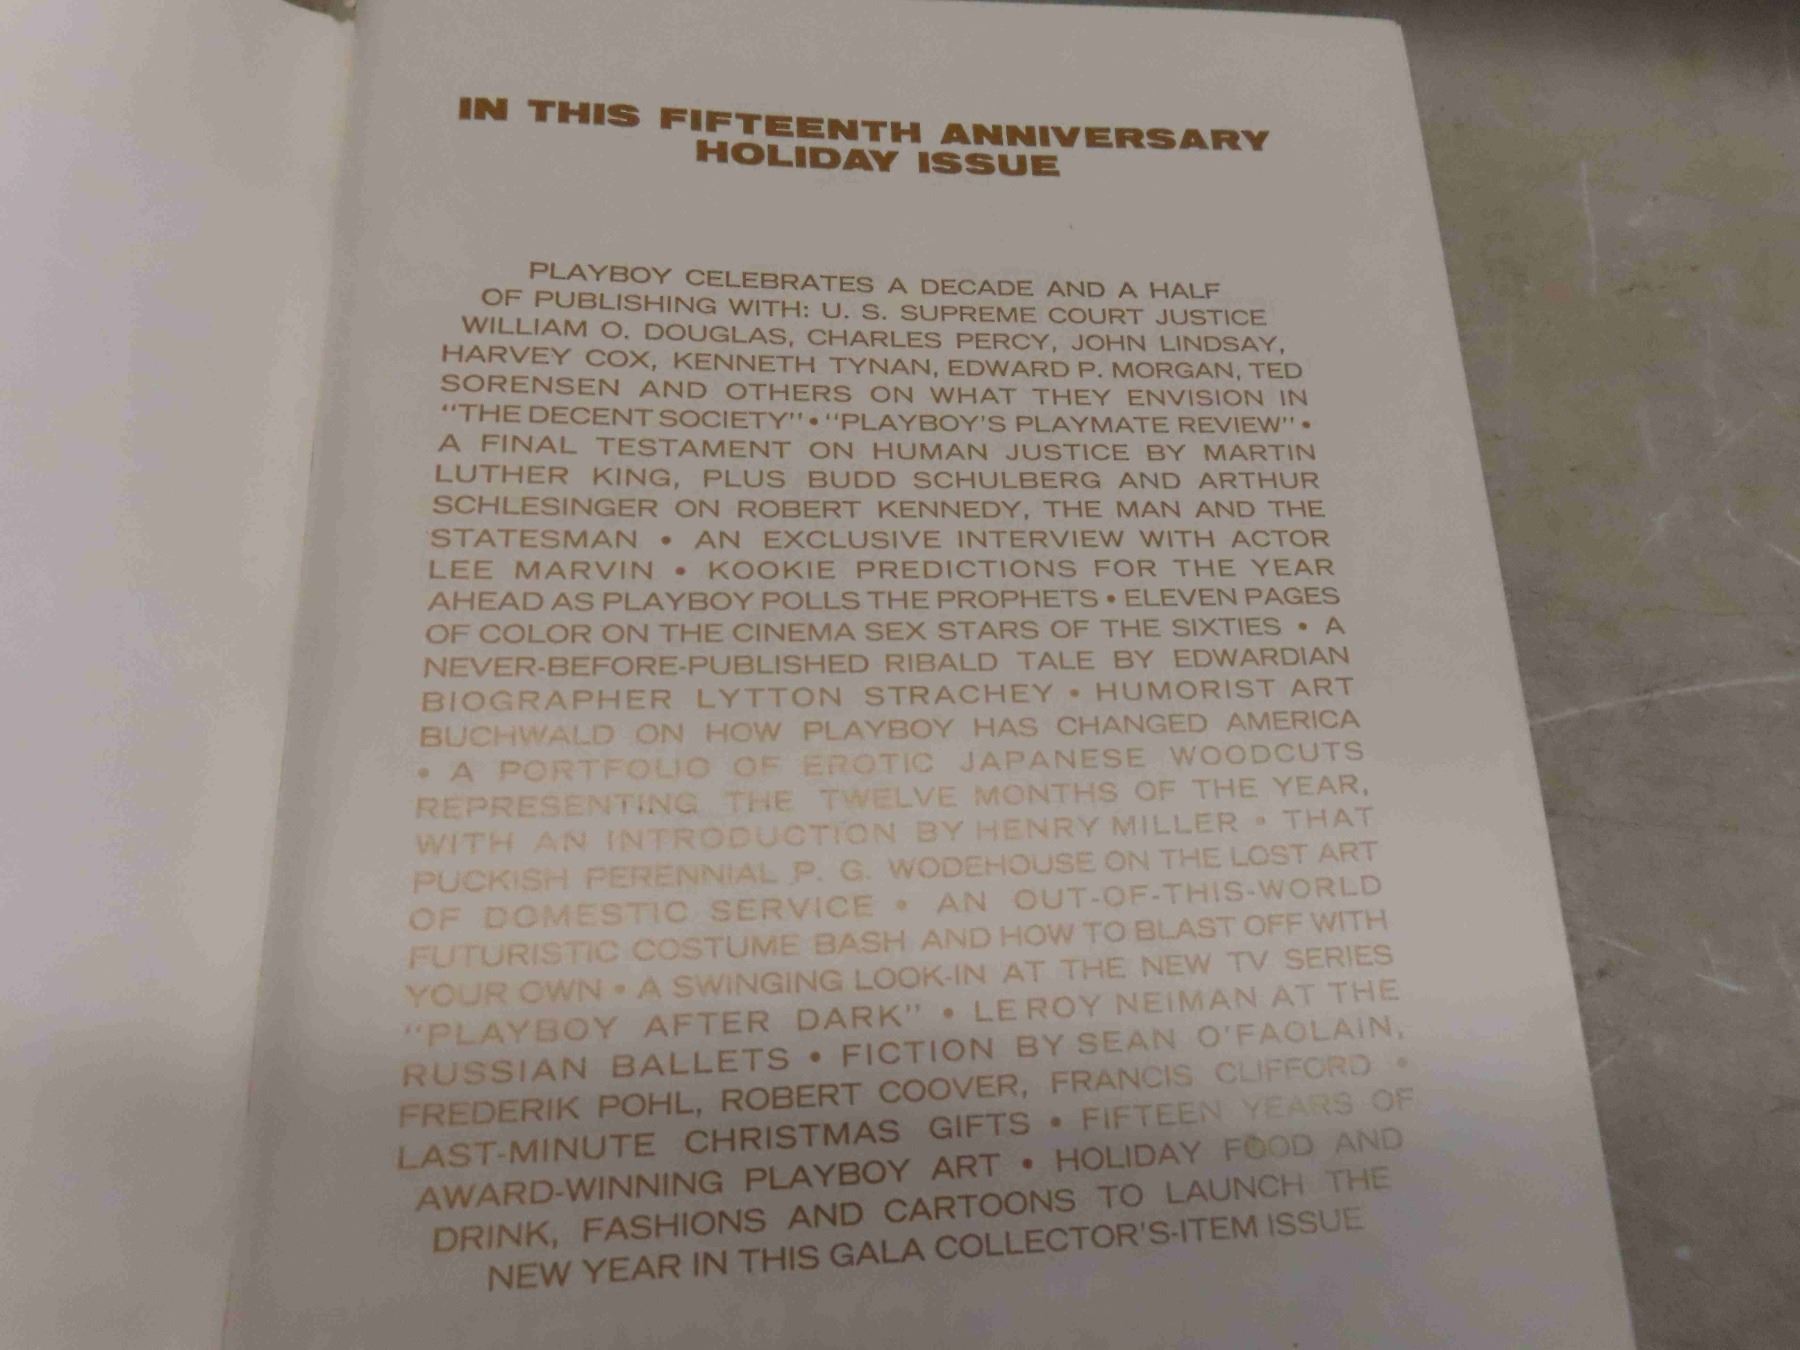 IN THIS FIFTEENTH ANNIVERSARY
HOLIDAY ISSUE
PLAYBOY CELEBRATES A DECADE AND A HALF
OF PUBLISHING WITH: U. S. SUPREME COURT JUSTICE
WILLIAM O. DOUGLAS, CHARLES PERCY, JOHN LINDSAY,
HARVEY COX, KENNETH TYNAN, EDWARD P. MORGAN, TED
SORENSEN AND OTHERS ON WHAT THEY ENVISION IN
"THE DECENT SOCIETY" • "PLAYBOY'S PLAYMATE REVIEW" •
A FINAL TESTAMENT ON HUMAN JUSTICE BY MARTIN
LUTHER KING, PLUS BUDD SCHULBERG AND ARTHUR
SCHLESINGER ON ROBERT KENNEDY, THE MAN AND THE
STATESMAN • AN EXCLUSIVE INTERVIEW WITH ACTOR
LEE MARVIN • KOOKIE PREDICTIONS FOR THE YEAR
AHEAD AS PLAYBOY POLLS THE PROPHETS • ELEVEN PAGES
OF COLOR ON THE CINEMA SEX STARS OF THE SIXTIES • A
NEVER-BEFORE-PUBLISHED RIBALD TALE BY EDWARDIAN
BIOGRAPHER LYTTON STRACHEY • HUMORIST ART
BUCHWALD ON HOW PLAYBOY HAS CHANGED AMERICA
• A PORTFOLIO OF EROTIC JAPANESE WOODCUTS
REPRESENTING THE TWELVE MONTHS OF THE YEAR,
WITH AN INTRODUCTION BY HENRY MILLER • THAT
PUCKISH PERENNIAL P. G. WODEHOUSE ON THE LOST ART
OF DOMESTIC SERVICE • AN OUT-OF-THIS-WORLD
FUTURISTIC COSTUME BASH AND HOW TO BLAST OFF WITH
YOUR OWN • A SWINGING LOOK-IN AT THE NEW TV SERIES
"PLAYBOY AFTER DARK" • LEROY NEIMAN AT THE
RUSSIAN BALLETS • FICTION BY SEAN O'FAOLAIN,
FREDERIK POHL, ROBERT COOVER, FRANCIS CLIFFORD •
LAST-MINUTE CHRISTMAS GIFTS • FIFTEEN YEARS OF
AWARD-WINNING PLAYBOY ART • HOLIDAY FOOD AND
DRINK, FASHIONS AND CARTOONS TO LAUNCH THE
NEW YEAR IN THIS GALA COLLECTOR'S-ITEM ISSUE